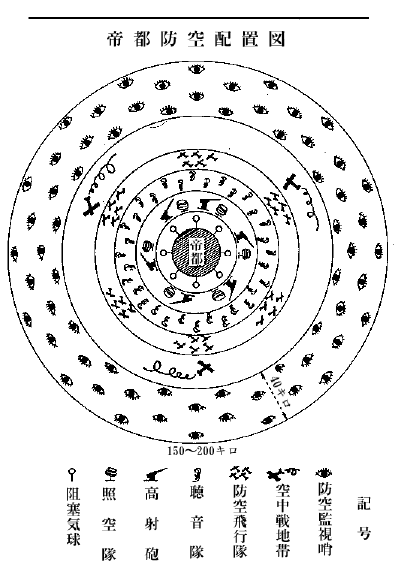 帝都防空配置図
帝都
40キロ
150〜200キロ
記号
防空監視哨
空中戦地帯
防空飛行隊
聴音隊
高射砲
照空隊
阻塞気球